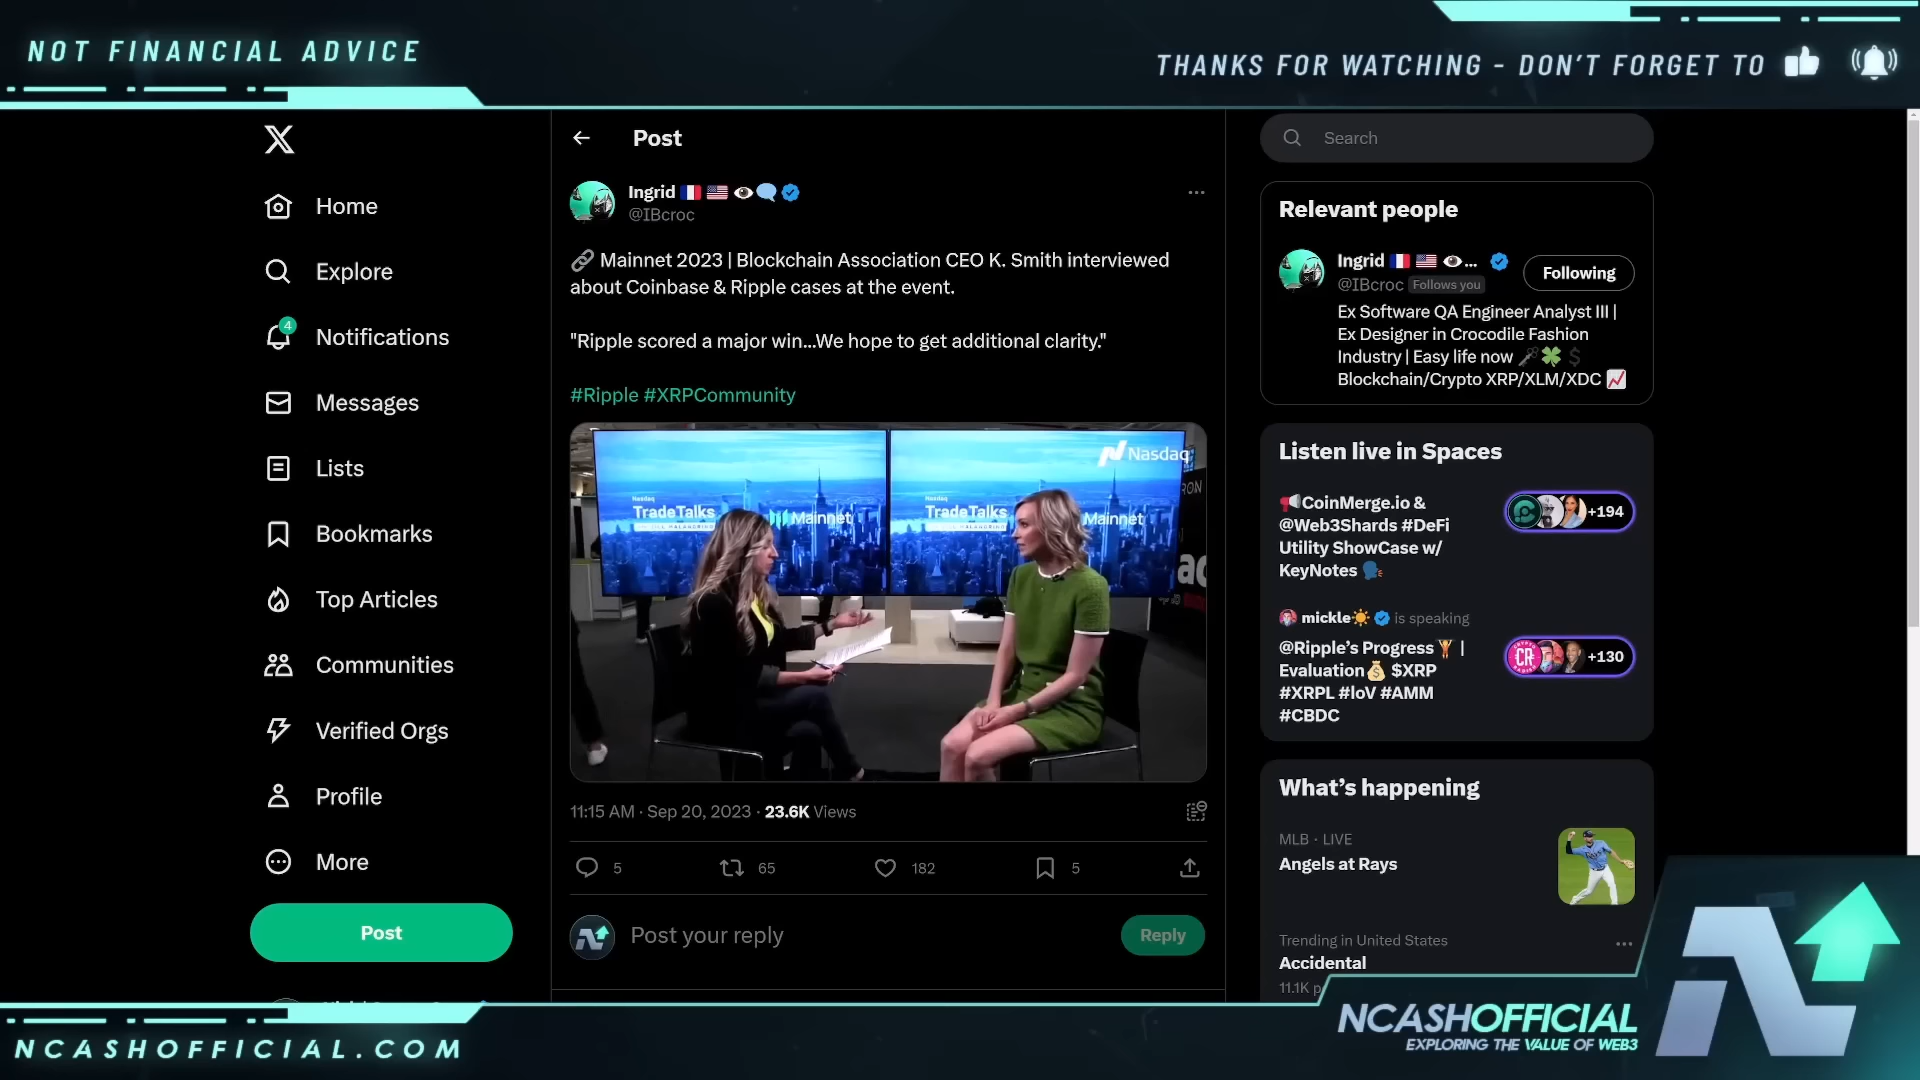 NOT FINANCIAL ADVICE
THANKS FOR WATCHING - DON'T FORGET TO
Home
Explore
4
Notifications
Messages
Lists
Bookmarks
Top Articles
Communities
Verified Orgs
Profile
More
Post
Post
Ingrid
@IBcroc
Mainnet 2023 | Blockchain Association CEO K. Smith interviewed
about Coinbase & Ripple cases at the event.
"Ripple scored a major win...We hope to get additional clarity."
#Ripple #XRPCommunity
Nasdaq
Nasdaq
TradeTalks
Mainnet
Nasdaq
TradeTalks
Mainnet
11:15 AM · Sep 20, 2023 · 23.6K Views
5
65
182
5
Post your reply
Reply
Search
Relevant people
Ingrid ...
Following
@IBcroc Follows you
Ex Software QA Engineer Analyst III |
Ex Designer in Crocodile Fashion
Industry | Easy life now
Blockchain/Crypto XRP/XLM/XDC
Listen live in Spaces
CoinMerge.io &
@Web3Shards #DeFi
Utility ShowCase w/
KeyNotes
+194
mickle is speaking
@Ripple's Progress |
Evaluation $XRP
#XRPL #IoV #AMM
#CBDC
CR
+130
What's happening
MLB · LIVE
Angels at Rays
Trending in United States
Accidental
11.1K
NCASHOFFICIAL
EXPLORING THE VALUE OF WEB3
NCASHOFFICIAL.COM